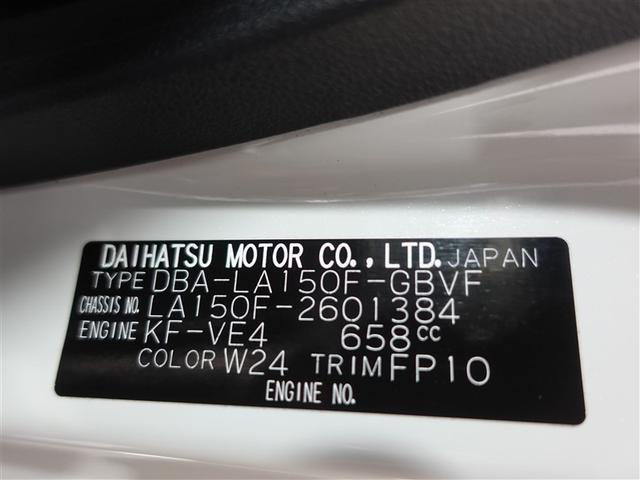 DAIHATSU MOTOR CO., LTD. JAPAN
TYPE DBA-LA150F-GBVF
CHASSIS NO. LA150F-2601384
ENGINE KF-VE4 658cc
COLOR W24 TRIM FP10
ENGINE NO.